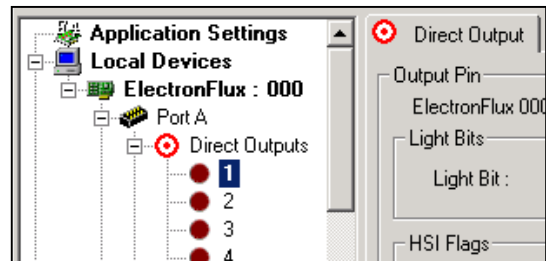 Application Settings
Local Devices
ElectronFlux : 000
Port A
Direct Outputs
1
2
3
4
Direct Output
Output Pin
ElectronFlux 000
Light Bits
Light Bit :
HSI Flags